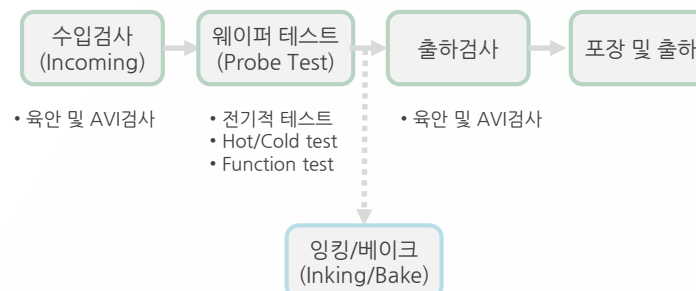 수입검사
(Incoming)
웨이퍼 테스트
(Probe Test)
출하검사
포장 및 출하
• 육안 및 AVI검사
• 전기적 테스트
• Hot/Cold test
• Function test
• 육안 및 AVI검사
잉킹/베이크
(Inking/Bake)